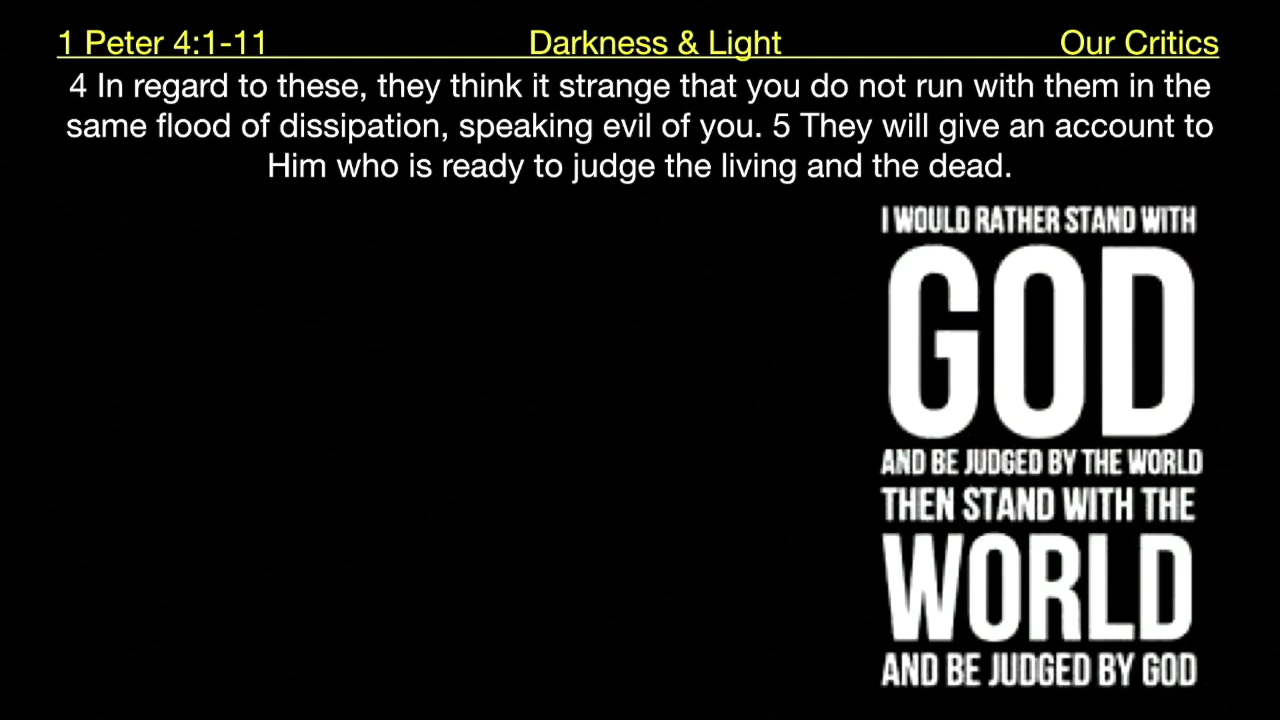 1 Peter 4:1-11 Darkness & Light Our Critics
4 In regard to these, they think it strange that you do not run with them in the
same flood of dissipation, speaking evil of you. 5 They will give an account to
Him who is ready to judge the living and the dead.
I WOULD RATHER STAND WITH
GOD
AND BE JUDGED BY THE WORLD
THEN STAND WITH THE
WORLD
AND BE JUDGED BY GOD